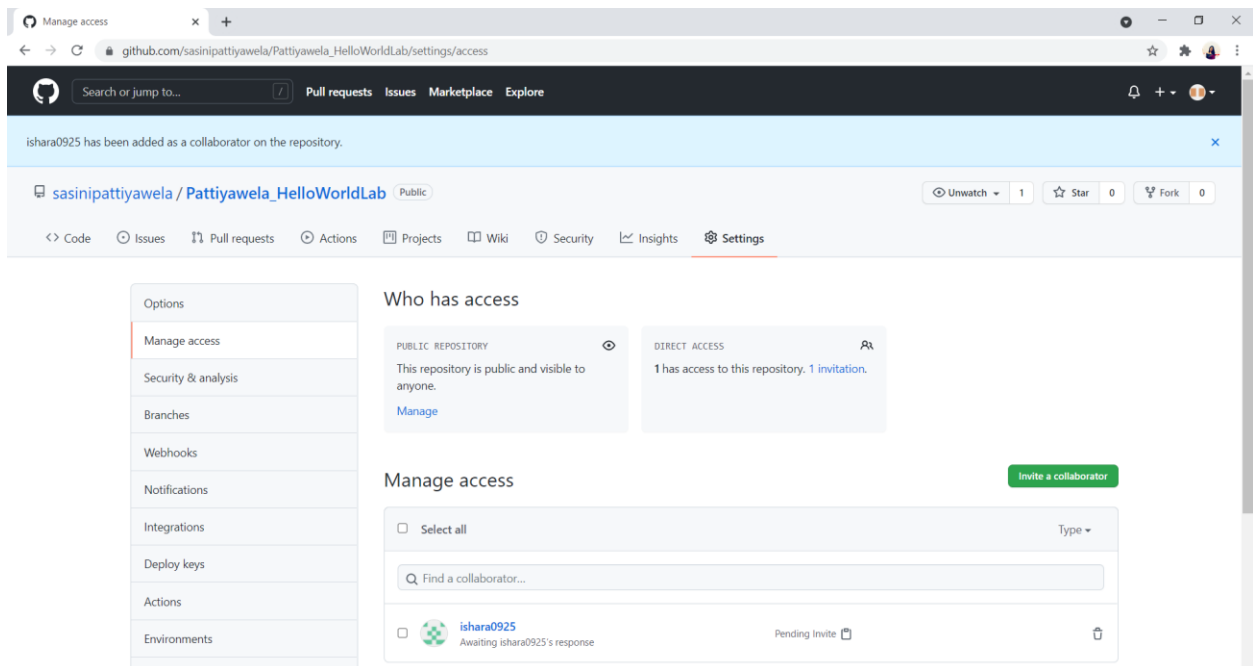 Manage access
github.com/sasinipattiyawela/Pattiyawela_HelloWorldLab/settings/access
Search or jump to... / Pull requests Issues Marketplace Explore
ishara0925 has been added as a collaborator on the repository.
sasinipattiyawela / Pattiyawela_HelloWorldLab Public Unwatch 1 Star 0 Fork 0
Code Issues Pull requests Actions Projects Wiki Security Insights Settings
Options
Manage access
Security & analysis
Branches
Webhooks
Notifications
Integrations
Deploy keys
Actions
Environments
Who has access
PUBLIC REPOSITORY
This repository is public and visible to
anyone.
Manage
DIRECT ACCESS
1 has access to this repository. 1 invitation.
Manage access Invite a collaborator
Select all Type
Find a collaborator...
ishara0925
Awaiting ishara0925's response
Pending Invite